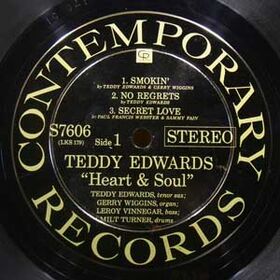 CONTEMPORARY
CP
1. SMOKIN'
by TEDDY EDWARDS & GERRY WIGGINS
2. NO REGRETS
by TEDDY EDWARDS
3. SECRET LOVE
by PAUL FRANCIS WEBSTER & SAMMY FAIN
S7606
(LKS 179)
Side 1
STEREO
TEDDY EDWARDS
"Heart & Soul"
TEDDY EDWARDS, tenor sax;
GERRY WIGGINS, organ;
LEROY VINNEGAR, bass;
MILT TURNER, drums
RECORDS